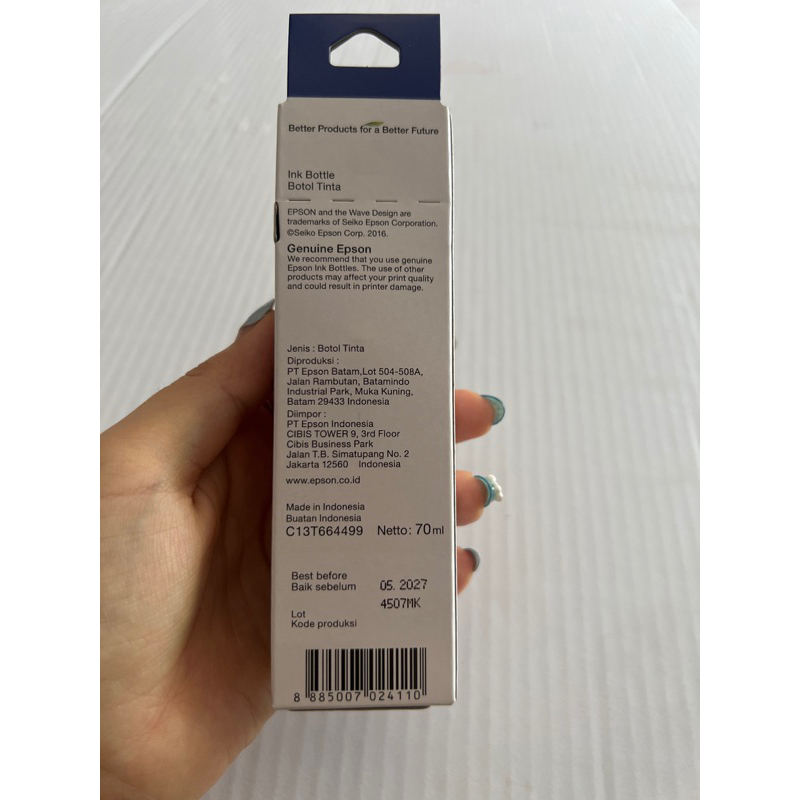 Better Products for a Better Future
Ink Bottle
Botol Tinta
EPSON and the Wave Design are
trademarks of Seiko Epson Corporation.
©Seiko Epson Corp. 2016.
Genuine Epson
We recommend that you use genuine
Epson Ink Bottles. The use of other
products may affect your print quality
and could result in printer damage.
Jenis : Botol Tinta
Diproduksi :
PT Epson Batam,Lot 504-508A,
Jalan Rambutan, Batamindo
Industrial Park, Muka Kuning,
Batam 29433 Indonesia
Diimpor :
PT Epson Indonesia
CIBIS TOWER 9, 3rd Floor
Cibis Business Park
Jalan T.B. Simatupang No. 2
Jakarta 12560 Indonesia
www.epson.co.id
Made in Indonesia
Buatan Indonesia
C13T664499 Netto: 70ml
Best before
Baik sebelum 05. 2027
4507MK
Lot
Kode produksi
8 885007 024110